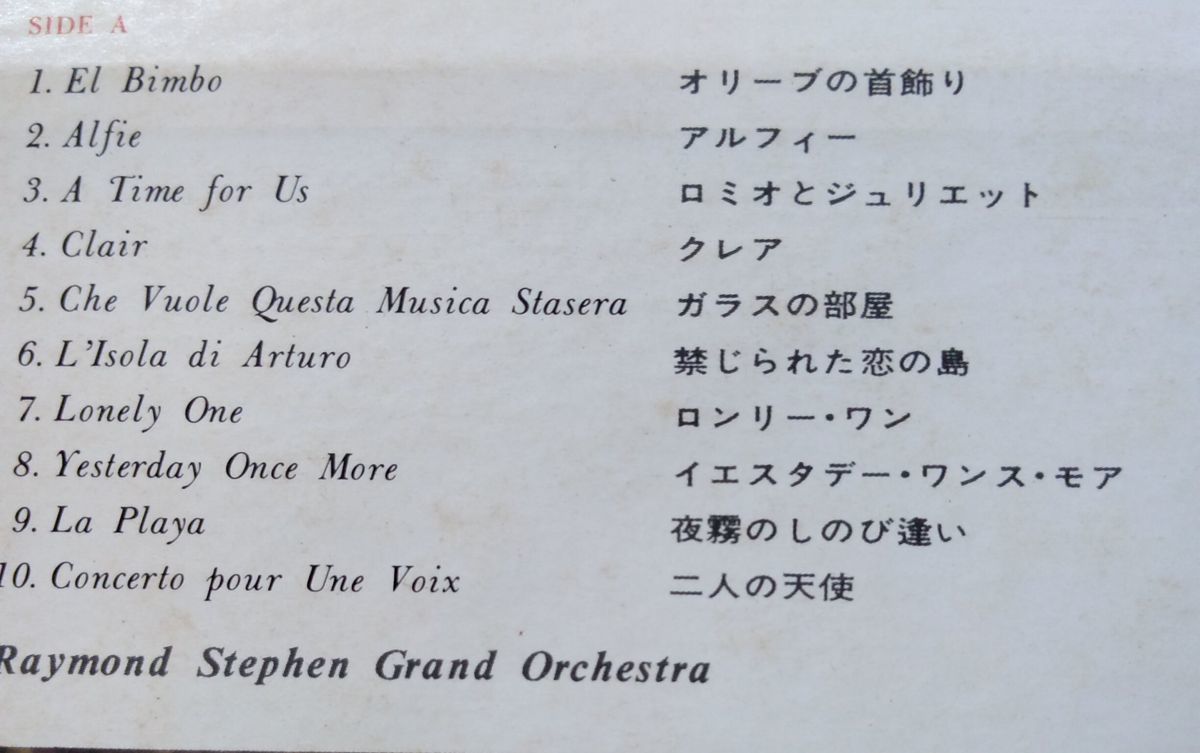 SIDE A
1. El Bimbo オリーブの首飾り
2. Alfie アルフィー
3. A Time for Us ロミオとジュリエット
4. Clair クレア
5. Che Vuole Questa Musica Stasera ガラスの部屋
6. L'Isola di Arturo 禁じられた恋の島
7. Lonely One ロンリー・ワン
8. Yesterday Once More イエスタデー・ワンス・モア
9. La Playa 夜霧のしのび逢い
10. Concerto pour Une Voix 二人の天使
Raymond Stephen Grand Orchestra